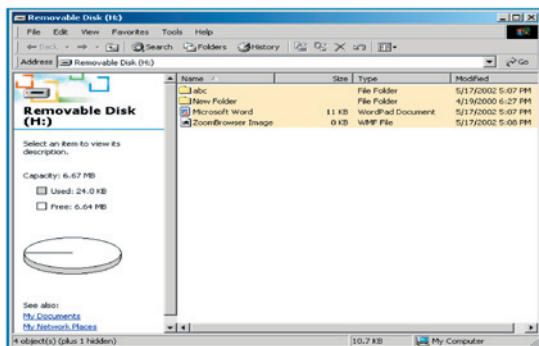 Removable Disk (H:)
File Edit View Favorites Tools Help
Back Search Folders History
Address Removable Disk (H:) Go
Name Size Type Modified
abc File Folder 5/17/2002 5:07 PM
New Folder File Folder 4/19/2000 6:27 PM
Microsoft Word 11 KB WordPad Document 5/17/2002 5:07 PM
ZoomBrowser Image 0 KB WMF File 5/17/2002 5:08 PM
Removable Disk
(H:)
Select an item to view its
description.
Capacity: 6.67 MB
Used: 24.0 KB
Free: 6.64 MB
See also:
My Documents
My Network Places
4 object(s) (plus 1 hidden) 10.7 KB My Computer